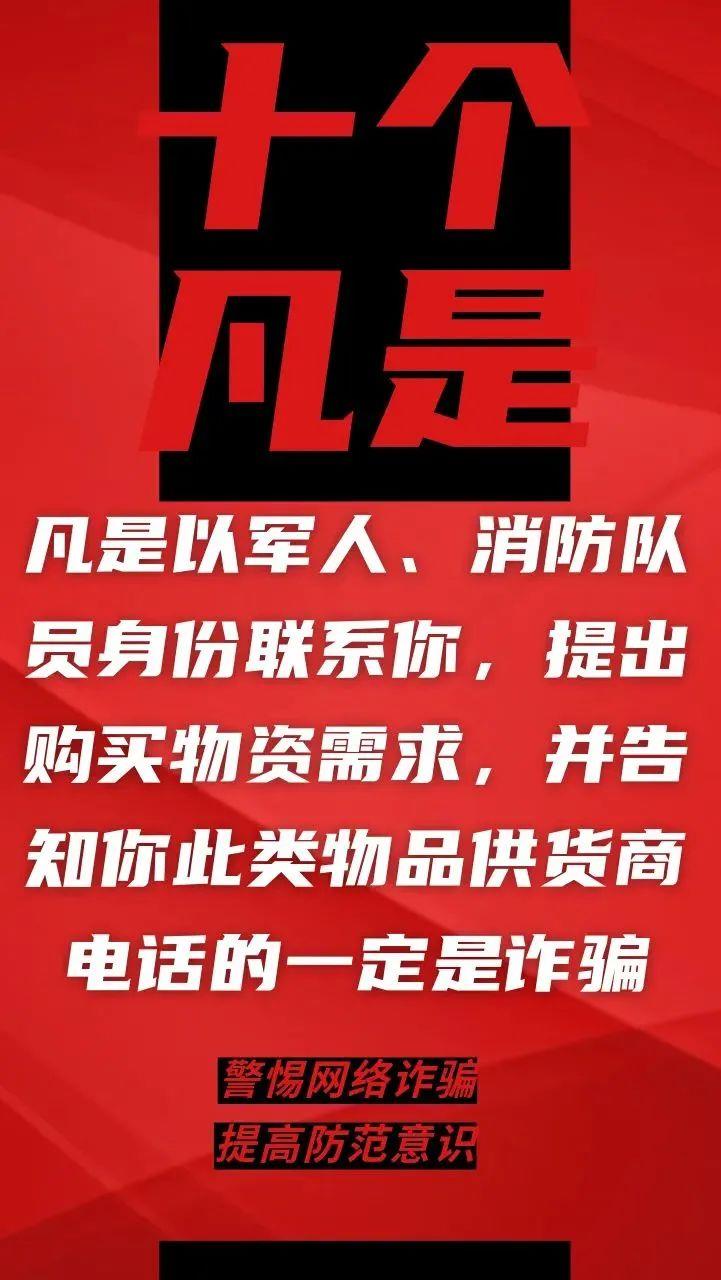 十个
凡是
凡是以军人、消防队
员身份联系你，提出
购买物资需求，并告
知你此类物品供货商
电话的一定是诈骗
警惕网络诈骗
提高防范意识